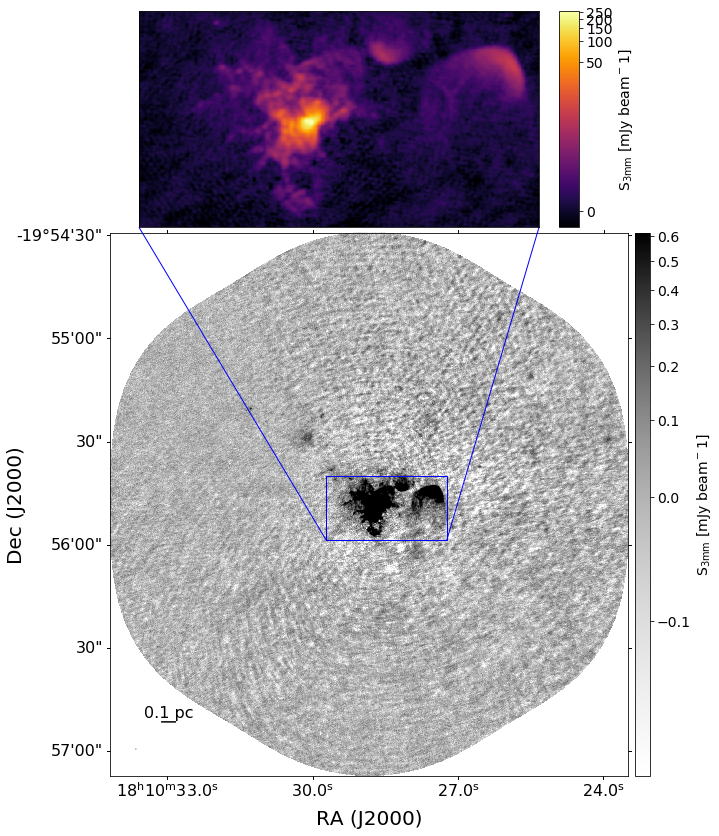 250
200
150
100
50
0
S3mm [mJy beam⁻1]
-19°54'30"
55'00"
30"
56'00"
30"
57'00"
Dec (J2000)
0.1 pc
18ʰ10ᵐ33.0ˢ
30.0ˢ
27.0ˢ
24.0ˢ
RA (J2000)
0.6
0.5
0.4
0.3
0.2
0.1
0.0
−0.1
S3mm [mJy beam⁻1]